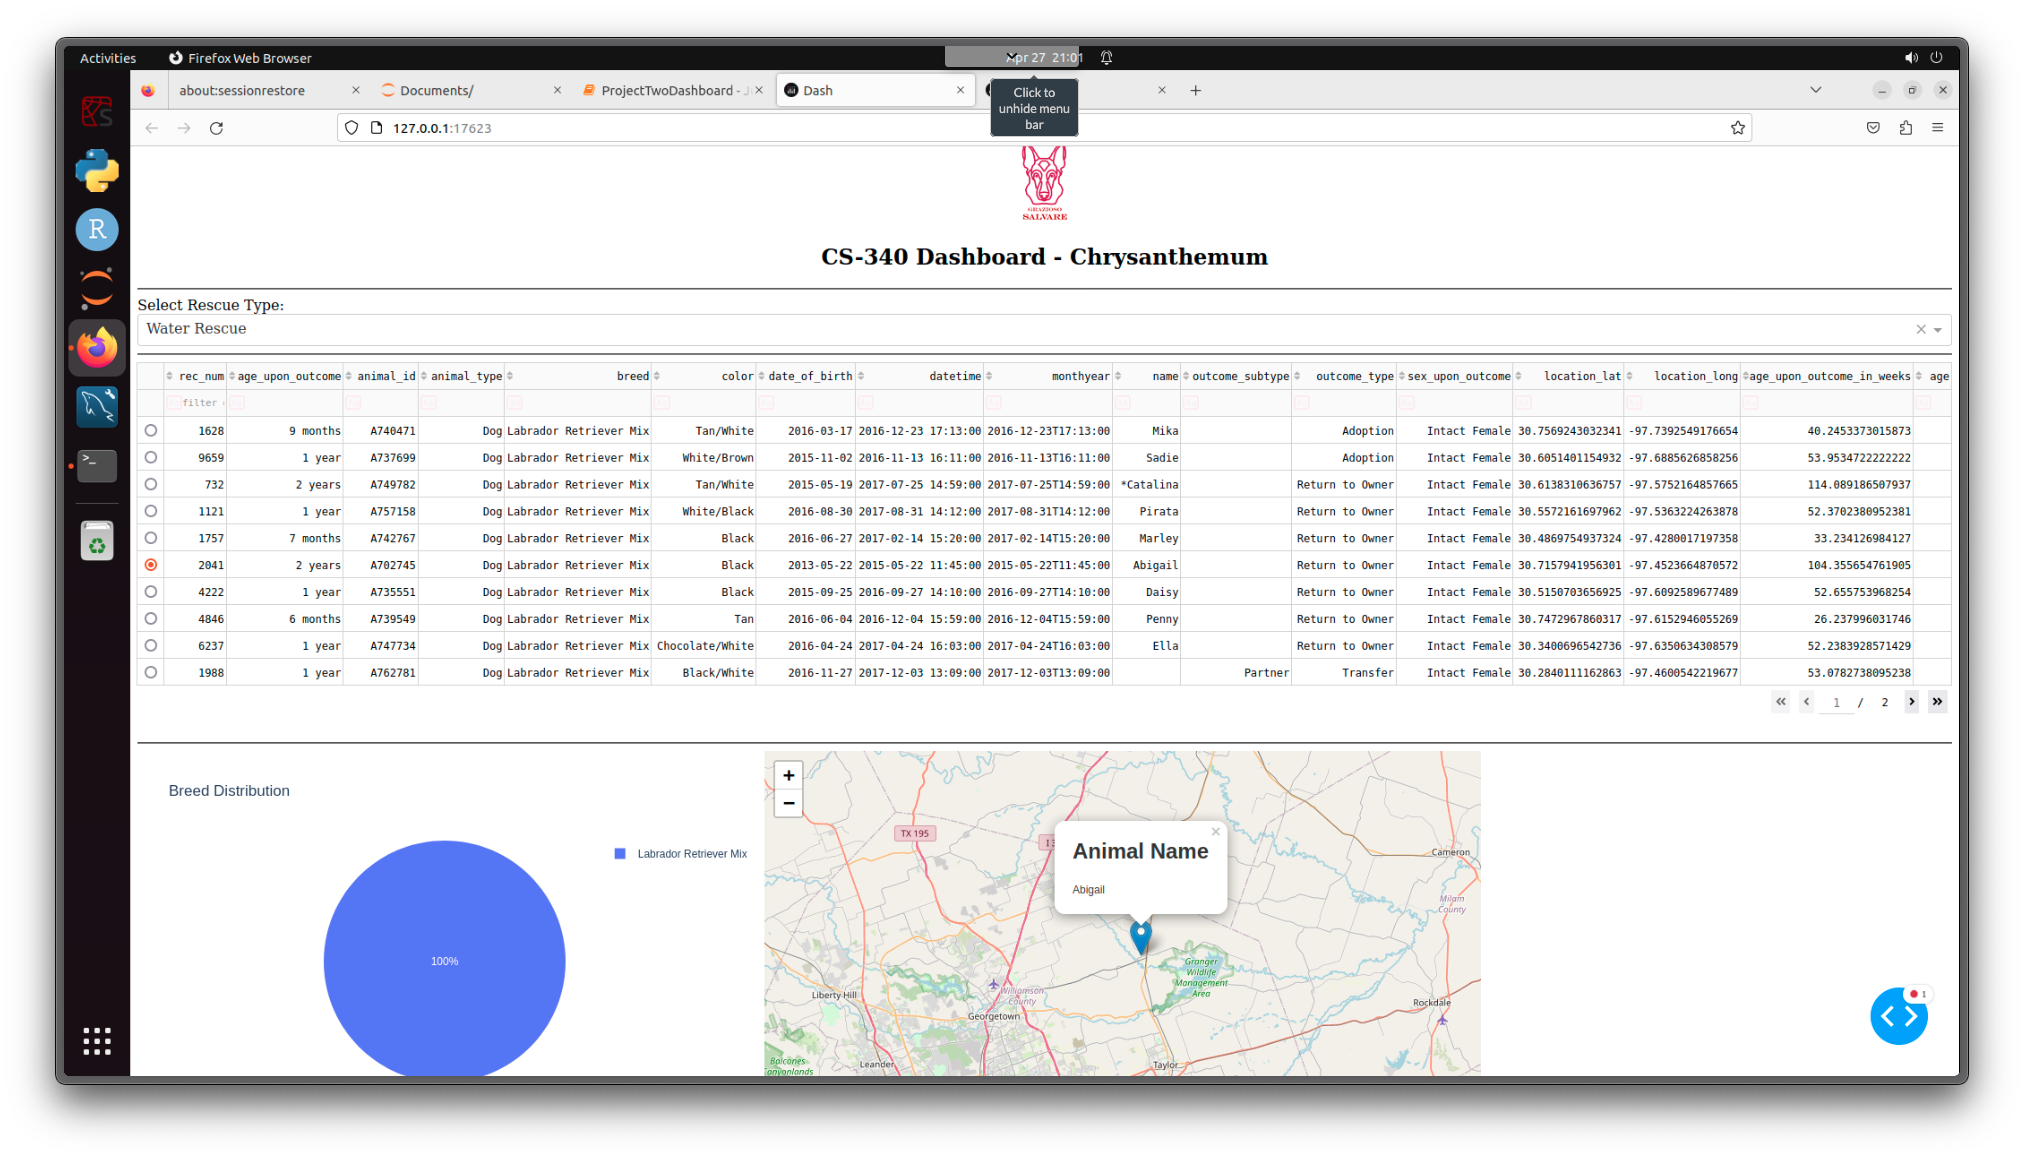 Activities Firefox Web Browser Apr 27 21:01
about:sessionrestore Documents/ ProjectTwoDashboard - Dash
Click to
unhide menu
bar
127.0.0.1:17623
GRAZIOSO
SALVARE
CS-340 Dashboard - Chrysanthemum
Select Rescue Type:
Water Rescue
rec_num age_upon_outcome animal_id animal_type breed color date_of_birth datetime monthyear name outcome_subtype outcome_type sex_upon_outcome location_lat location_long age_upon_outcome_in_weeks age
filter
1628 9 months A740471 Dog Labrador Retriever Mix Tan/White 2016-03-17 2016-12-23 17:13:00 2016-12-23T17:13:00 Mika Adoption Intact Female 30.7569243032341 -97.7392549176654 40.2453373015873
9659 1 year A737699 Dog Labrador Retriever Mix White/Brown 2015-11-02 2016-11-13 16:11:00 2016-11-13T16:11:00 Sadie Adoption Intact Female 30.6051401154932 -97.6885626858256 53.9534722222222
732 2 years A749782 Dog Labrador Retriever Mix Tan/White 2015-05-19 2017-07-25 14:59:00 2017-07-25T14:59:00 *Catalina Return to Owner Intact Female 30.6138310636757 -97.5752164857665 114.089186507937
1121 1 year A757158 Dog Labrador Retriever Mix White/Black 2016-08-30 2017-08-31 14:12:00 2017-08-31T14:12:00 Pirata Return to Owner Intact Female 30.5572161697962 -97.5363224263878 52.3702380952381
1757 7 months A742767 Dog Labrador Retriever Mix Black 2016-06-27 2017-02-14 15:20:00 2017-02-14T15:20:00 Marley Return to Owner Intact Female 30.4869754937324 -97.4280017197358 33.234126984127
2041 2 years A702745 Dog Labrador Retriever Mix Black 2013-05-22 2015-05-22 11:45:00 2015-05-22T11:45:00 Abigail Return to Owner Intact Female 30.7157941956301 -97.4523664870572 104.355654761905
4222 1 year A735551 Dog Labrador Retriever Mix Black 2015-09-25 2016-09-27 14:10:00 2016-09-27T14:10:00 Daisy Return to Owner Intact Female 30.5150703656925 -97.6092589677489 52.655753968254
4846 6 months A739549 Dog Labrador Retriever Mix Tan 2016-06-04 2016-12-04 15:59:00 2016-12-04T15:59:00 Penny Return to Owner Intact Female 30.7472967860317 -97.6152946055269 26.237996031746
6237 1 year A747734 Dog Labrador Retriever Mix Chocolate/White 2016-04-24 2017-04-24 16:03:00 2017-04-24T16:03:00 Ella Return to Owner Intact Female 30.3400696542736 -97.6350634308579 52.2383928571429
1988 1 year A762781 Dog Labrador Retriever Mix Black/White 2016-11-27 2017-12-03 13:09:00 2017-12-03T13:09:00 Partner Transfer Intact Female 30.2840111162863 -97.4600542219677 53.0782738095238
1 / 2
Breed Distribution
Labrador Retriever Mix
100%
+
−
TX 195
Animal Name
Abigail
Cameron
Milam
County
Granger
Wildlife
Management
Area
Liberty Hill
Williamson
County
Georgetown
Rockdale
Leander
Taylor
Balcones
Canyonlands
1